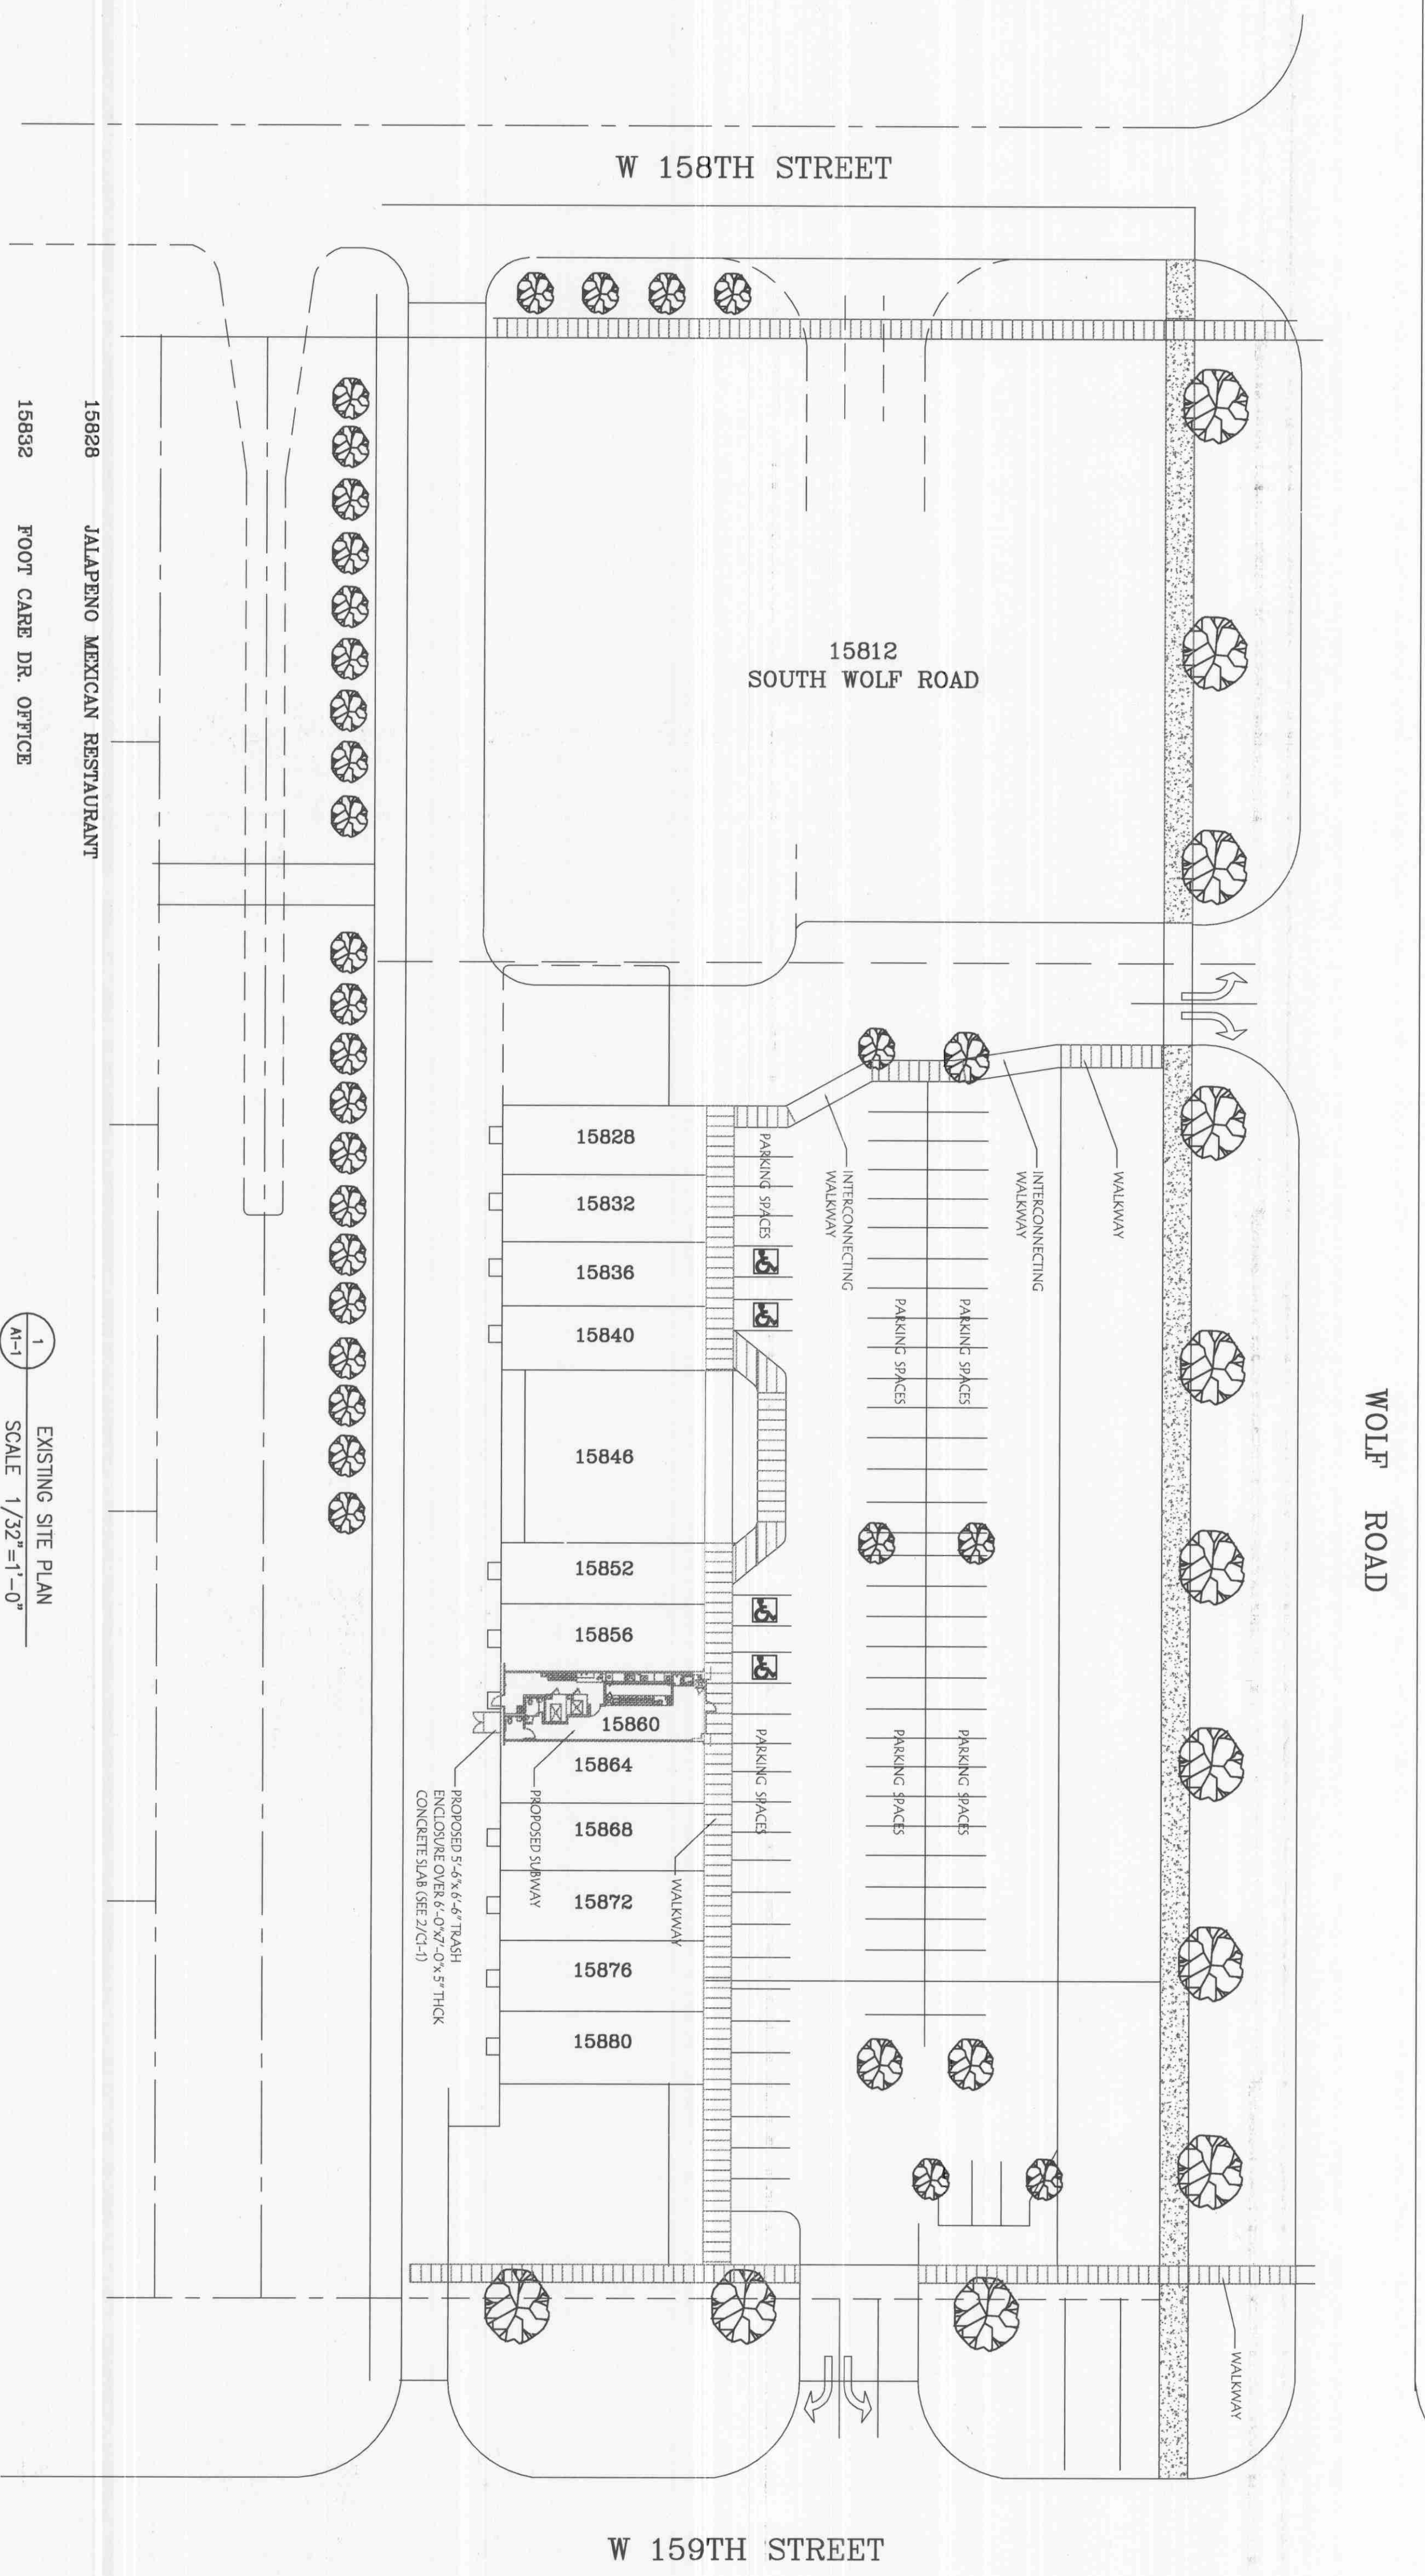 W 158TH STREET
WOLF ROAD
15812
SOUTH WOLF ROAD
15828 JALAPENO MEXICAN RESTAURANT
15832 FOOT CARE DR. OFFICE
15828
15832
15836
15840
15846
15852
15856
15860
15864
15868
15872
15876
15880
PARKING SPACES
INTERCONNECTING
WALKWAY
INTERCONNECTING
WALKWAY
WALKWAY
PARKING SPACES
PARKING SPACES
PARKING SPACES
PARKING SPACES
PARKING SPACES
WALKWAY
PROPOSED SUBWAY
PROPOSED 5'-6"x6'-6" TRASH
ENCLOSURE OVER 6'-0"x7'-0"x 5" THCK
CONCRETE SLAB (SEE 2/C1-1)
WALKWAY
1
A1-1
EXISTING SITE PLAN
SCALE 1/32"=1'-0"
W 159TH STREET